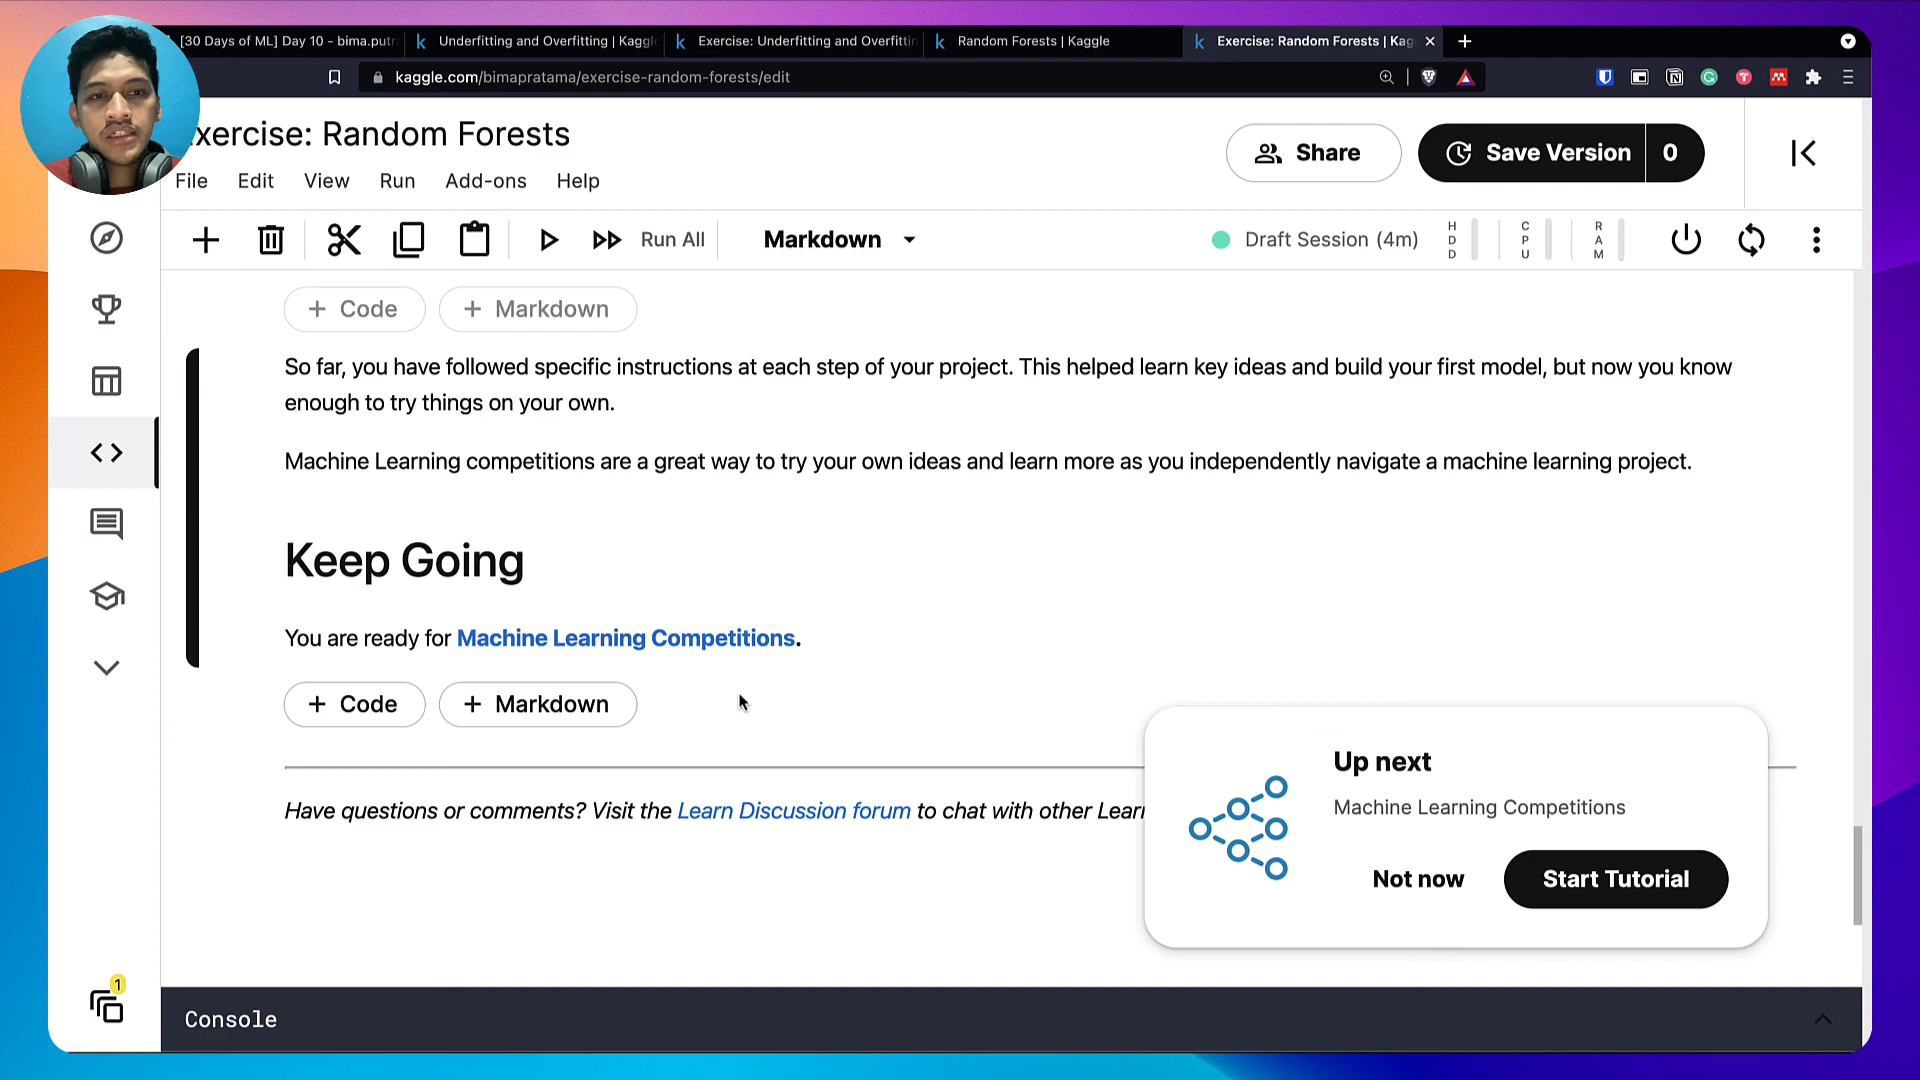 [30 Days of ML] Day 10 - bima.putr
Underfitting and Overfitting | Kaggle
Exercise: Underfitting and Overfittin
Random Forests | Kaggle
Exercise: Random Forests | Kag
kaggle.com/bimapratama/exercise-random-forests/edit
xercise: Random Forests
Share
Save Version
0
File
Edit
View
Run
Add-ons
Help
Run All
Markdown
Draft Session (4m)
HDD
CPU
RAM
+ Code
+ Markdown
So far, you have followed specific instructions at each step of your project. This helped learn key ideas and build your first model, but now you know
enough to try things on your own.
Machine Learning competitions are a great way to try your own ideas and learn more as you independently navigate a machine learning project.
Keep Going
You are ready for Machine Learning Competitions.
+ Code
+ Markdown
Have questions or comments? Visit the Learn Discussion forum to chat with other Learn
Up next
Machine Learning Competitions
Not now
Start Tutorial
1
Console